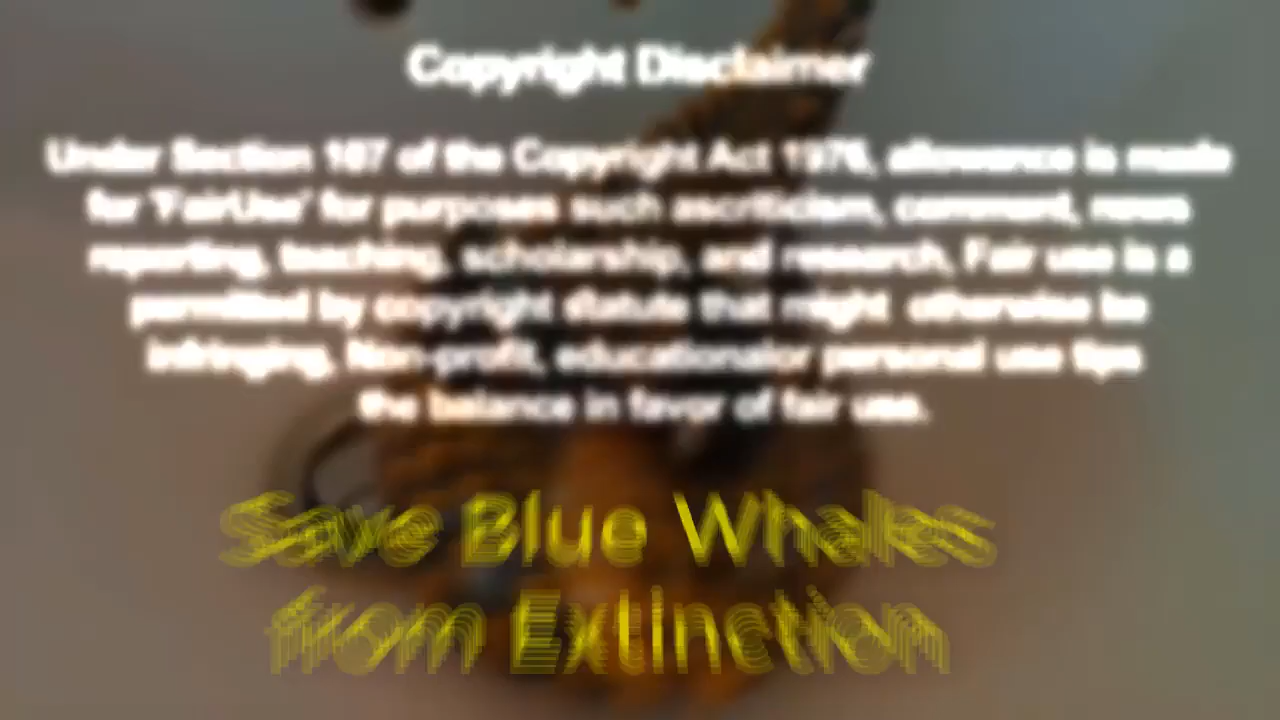 Copyright Disclaimer
Under Section 107 of the Copyright Act 1976, allowance is made
for 'FairUse' for purposes such ascriticism, comment, news
reporting, teaching, scholarship, and research. Fair use is a
permitted by copyright statute that might otherwise be
infringing. Non-profit, educationalor personal use tips
the balance in favor of fair use.
Save Blue Whales
from Extinction